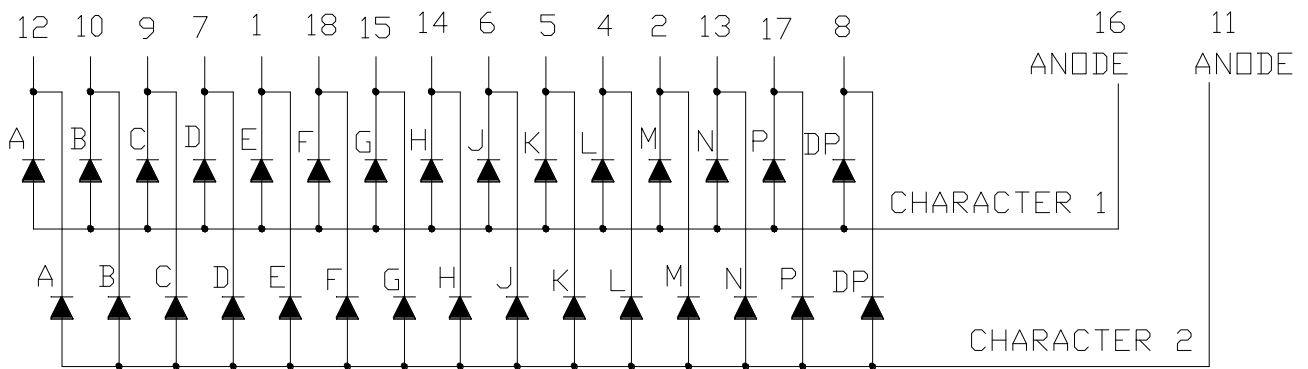 12 10 9 7 1 18 15 14 6 5 4 2 13 17 8 16 11
ANODE ANODE
A B C D E F G H J K L M N P DP
CHARACTER 1
A B C D E F G H J K L M N P DP
CHARACTER 2